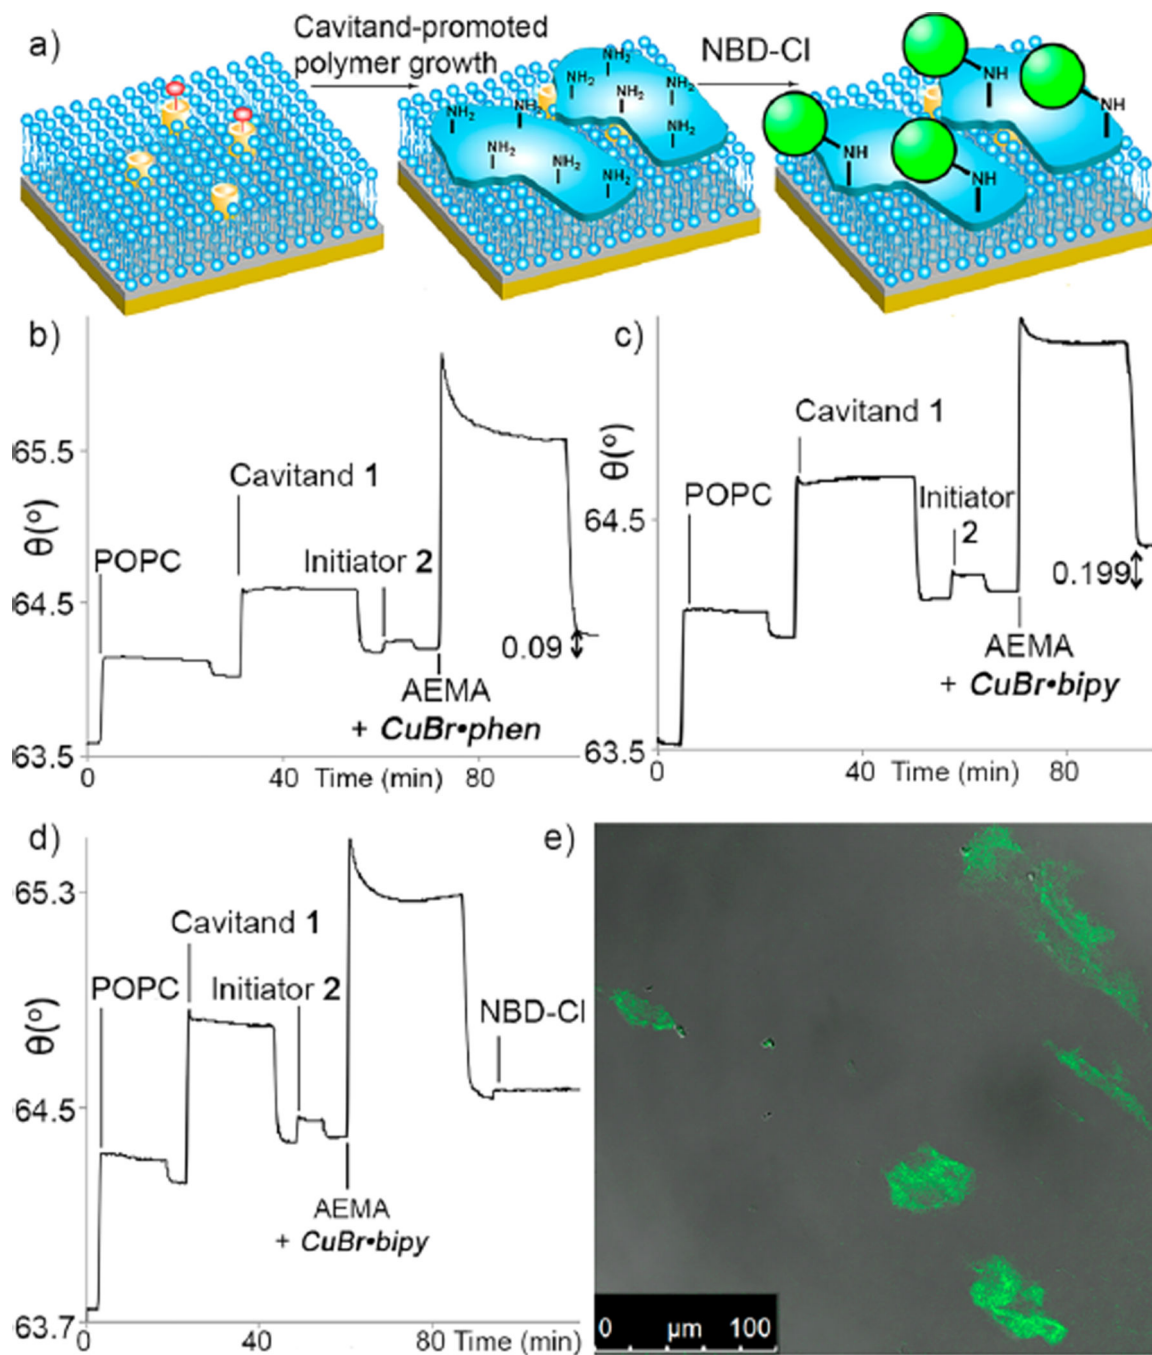 a)
Cavitand-promoted
polymer growth
NBD-Cl
NH2
NH2
NH2
NH2
NH2
NH2
NH2
NH2
NH2
NH2
NH
NH
NH
NH
b)
65.5
64.5
63.5
θ(º)
POPC
Cavitand 1
Initiator 2
AEMA
+ CuBr•phen
0.09
0
40
Time (min)
80
c)
64.5
63.5
θ(º)
POPC
Cavitand 1
Initiator
2
AEMA
+ CuBr•bipy
0.199
0
40
Time (min)
80
d)
65.3
64.5
63.7
θ(º)
POPC
Cavitand 1
Initiator 2
AEMA
+ CuBr•bipy
NBD-Cl
0
40
80
Time (min)
e)
0 µm 100